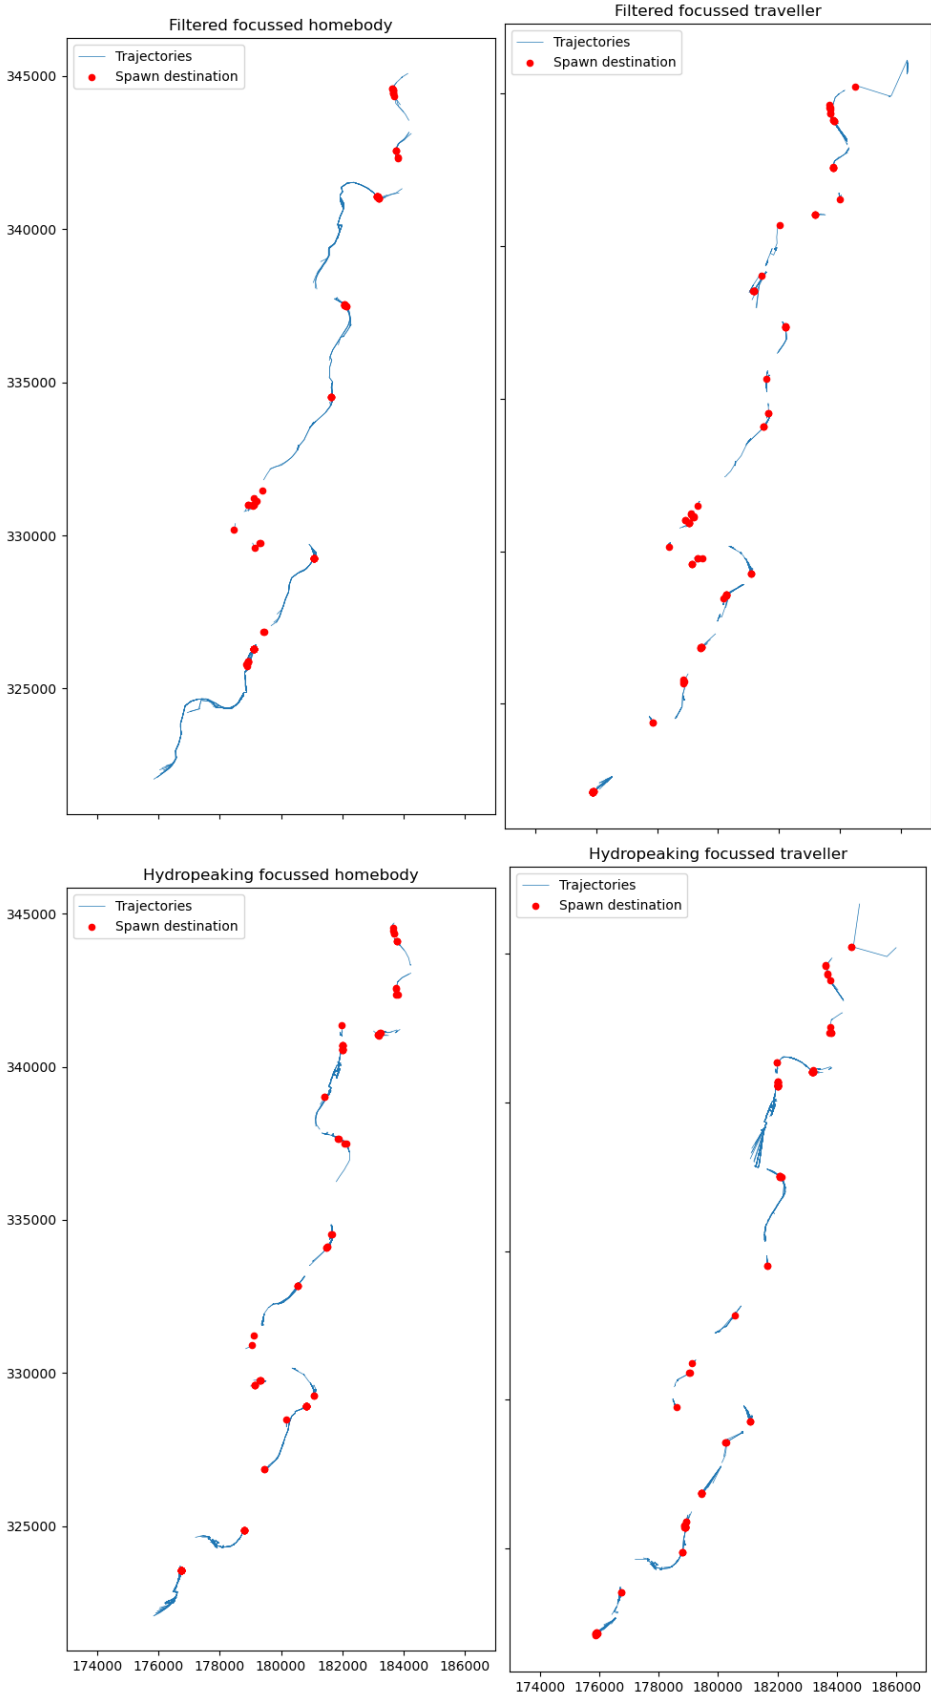 Filtered focussed homebody
Trajectories
Spawn destination
345000
340000
335000
330000
325000
Filtered focussed traveller
Trajectories
Spawn destination
Hydropeaking focussed homebody
Trajectories
Spawn destination
345000
340000
335000
330000
325000
174000 176000 178000 180000 182000 184000 186000
Hydropeaking focussed traveller
Trajectories
Spawn destination
174000 176000 178000 180000 182000 184000 186000